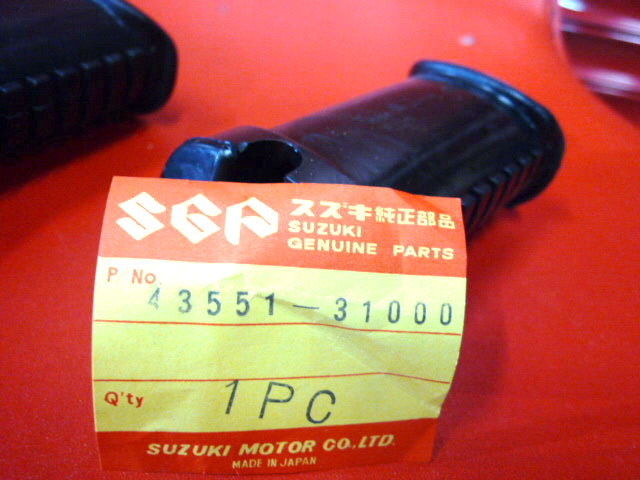 SGP スズキ純正部品
SUZUKI
GENUINE PARTS
P. No. 43551-31000
Q'ty 1PC
SUZUKI MOTOR CO.,LTD.
MADE IN JAPAN